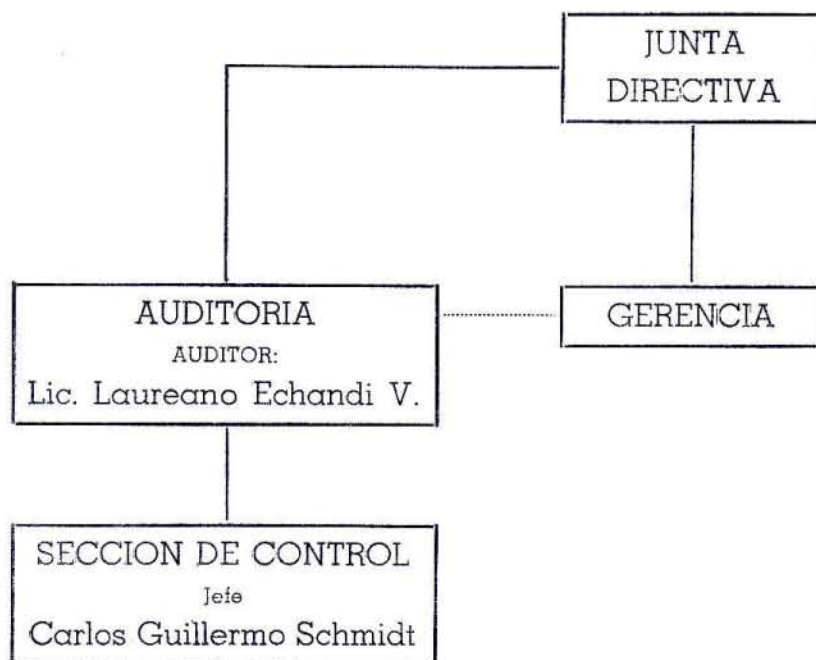 JUNTA
DIRECTIVA
AUDITORIA
AUDITOR:
Lic. Laureano Echandi V.
GERENCIA
SECCION DE CONTROL
Jefe
Carlos Guillermo Schmidt